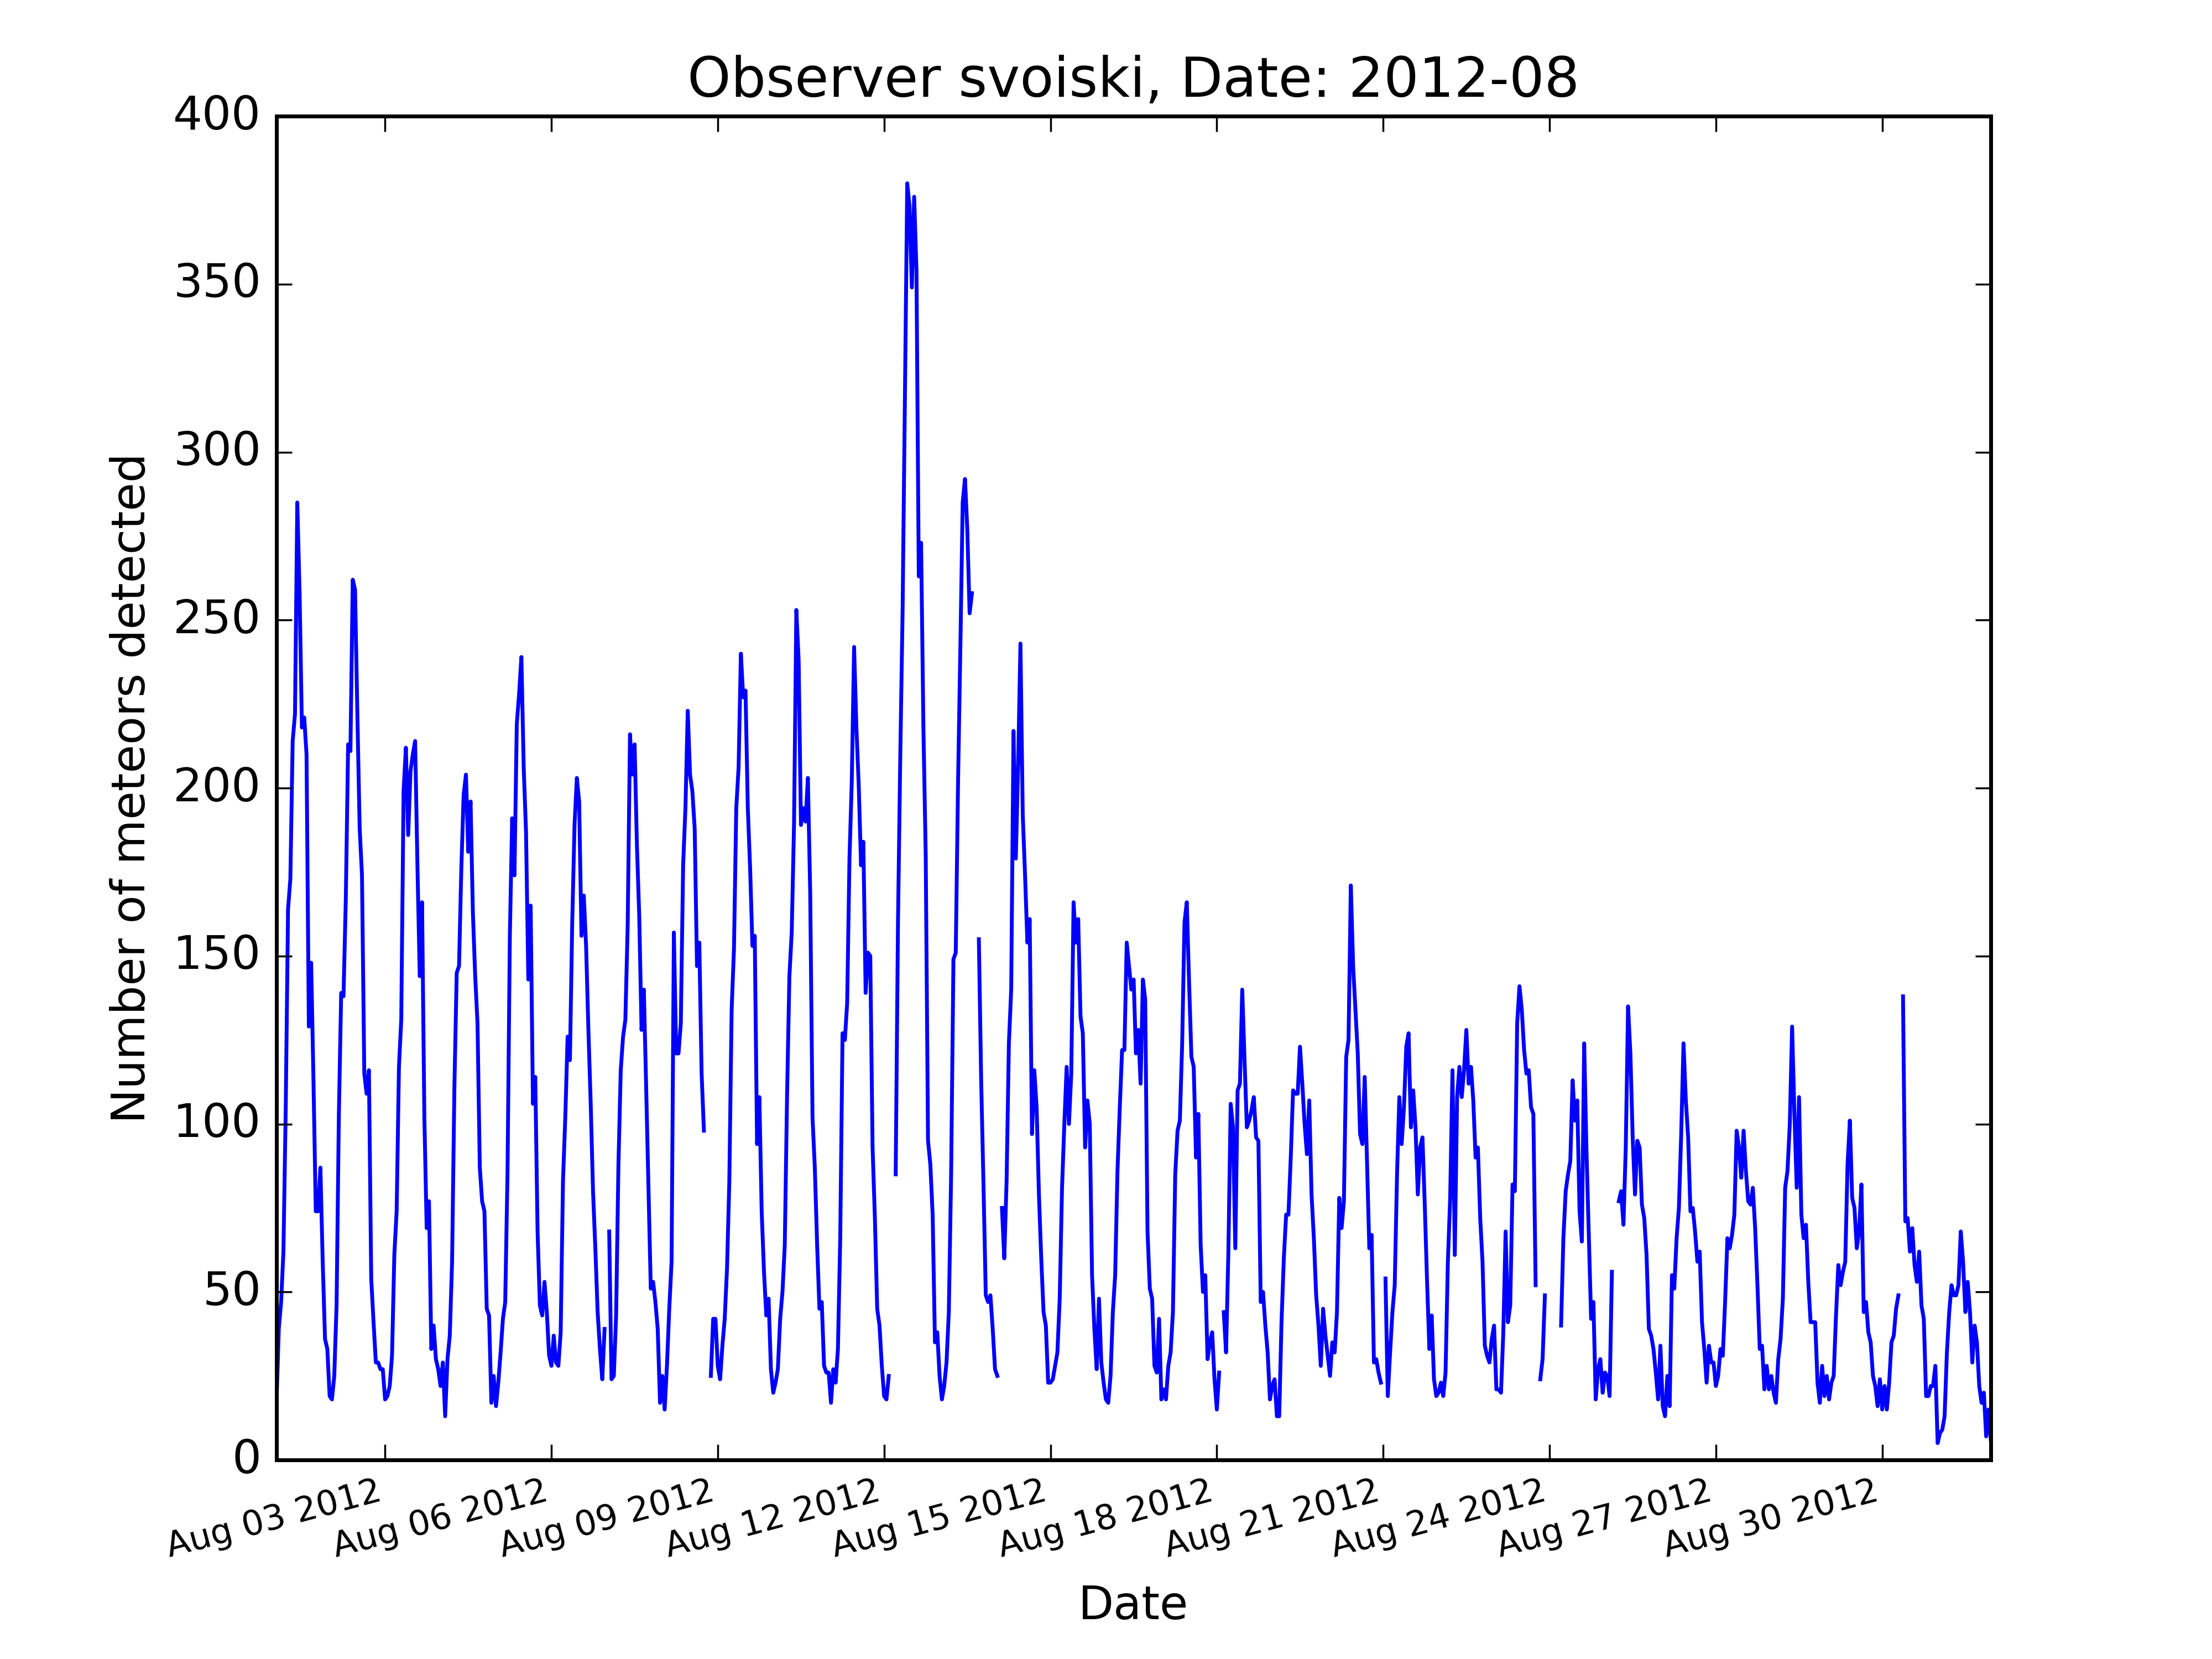 Observer svoiski, Date: 2012-08
Number of meteors detected
400
350
300
250
200
150
100
50
0
Aug 03 2012
Aug 06 2012
Aug 09 2012
Aug 12 2012
Aug 15 2012
Aug 18 2012
Aug 21 2012
Aug 24 2012
Aug 27 2012
Aug 30 2012
Date